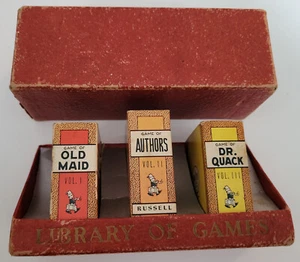 GAME OF
OLD
MAID
VOL. I
GAME OF
AUTHORS
VOL. II
RUSSELL
GAME OF
DR.
QUACK
VOL. III
LIBRARY OF GAMES